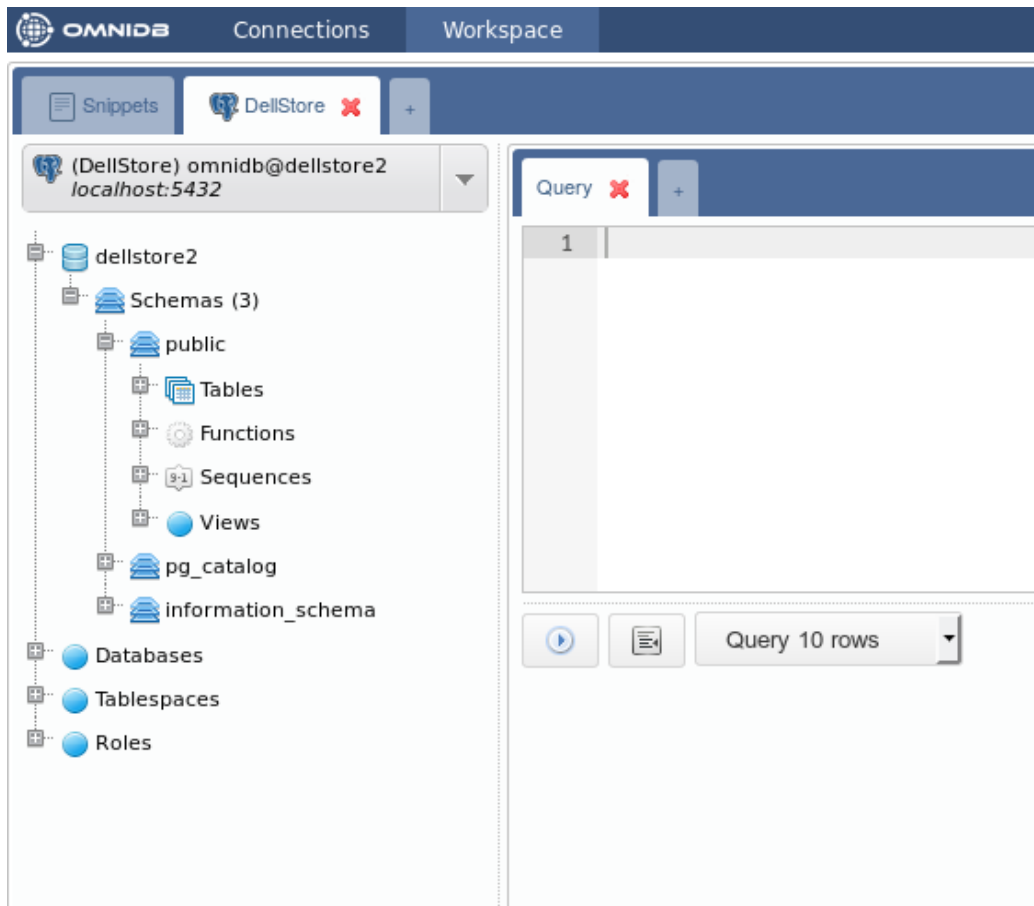 OMNIDB Connections Workspace
Snippets DellStore +
(DellStore) omnidb@dellstore2
localhost:5432
Query +
1
dellstore2
Schemas (3)
public
Tables
Functions
Sequences
Views
pg_catalog
information_schema
Databases
Tablespaces
Roles
Query 10 rows